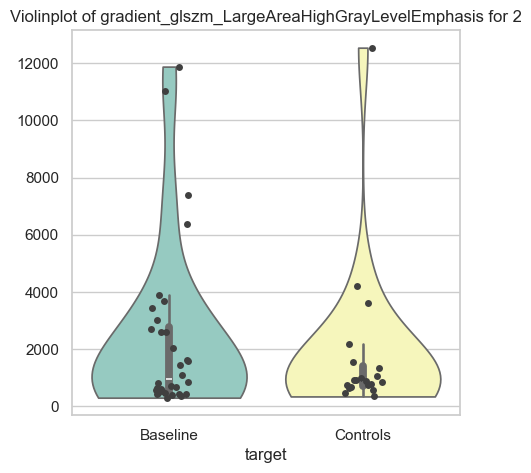 Violinplot of gradient_glszm_LargeAreaHighGrayLevelEmphasis for 2
12000
10000
8000
6000
4000
2000
0
Baseline
Controls
target